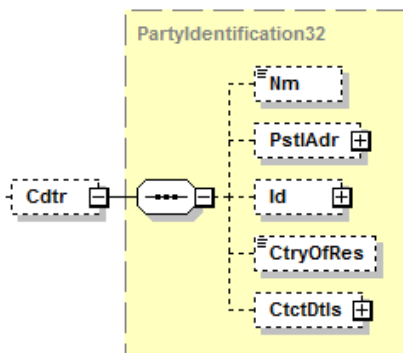 PartyIdentification32
Nm
PstlAdr
Cdtr
Id
CtryOfRes
CtctDtls